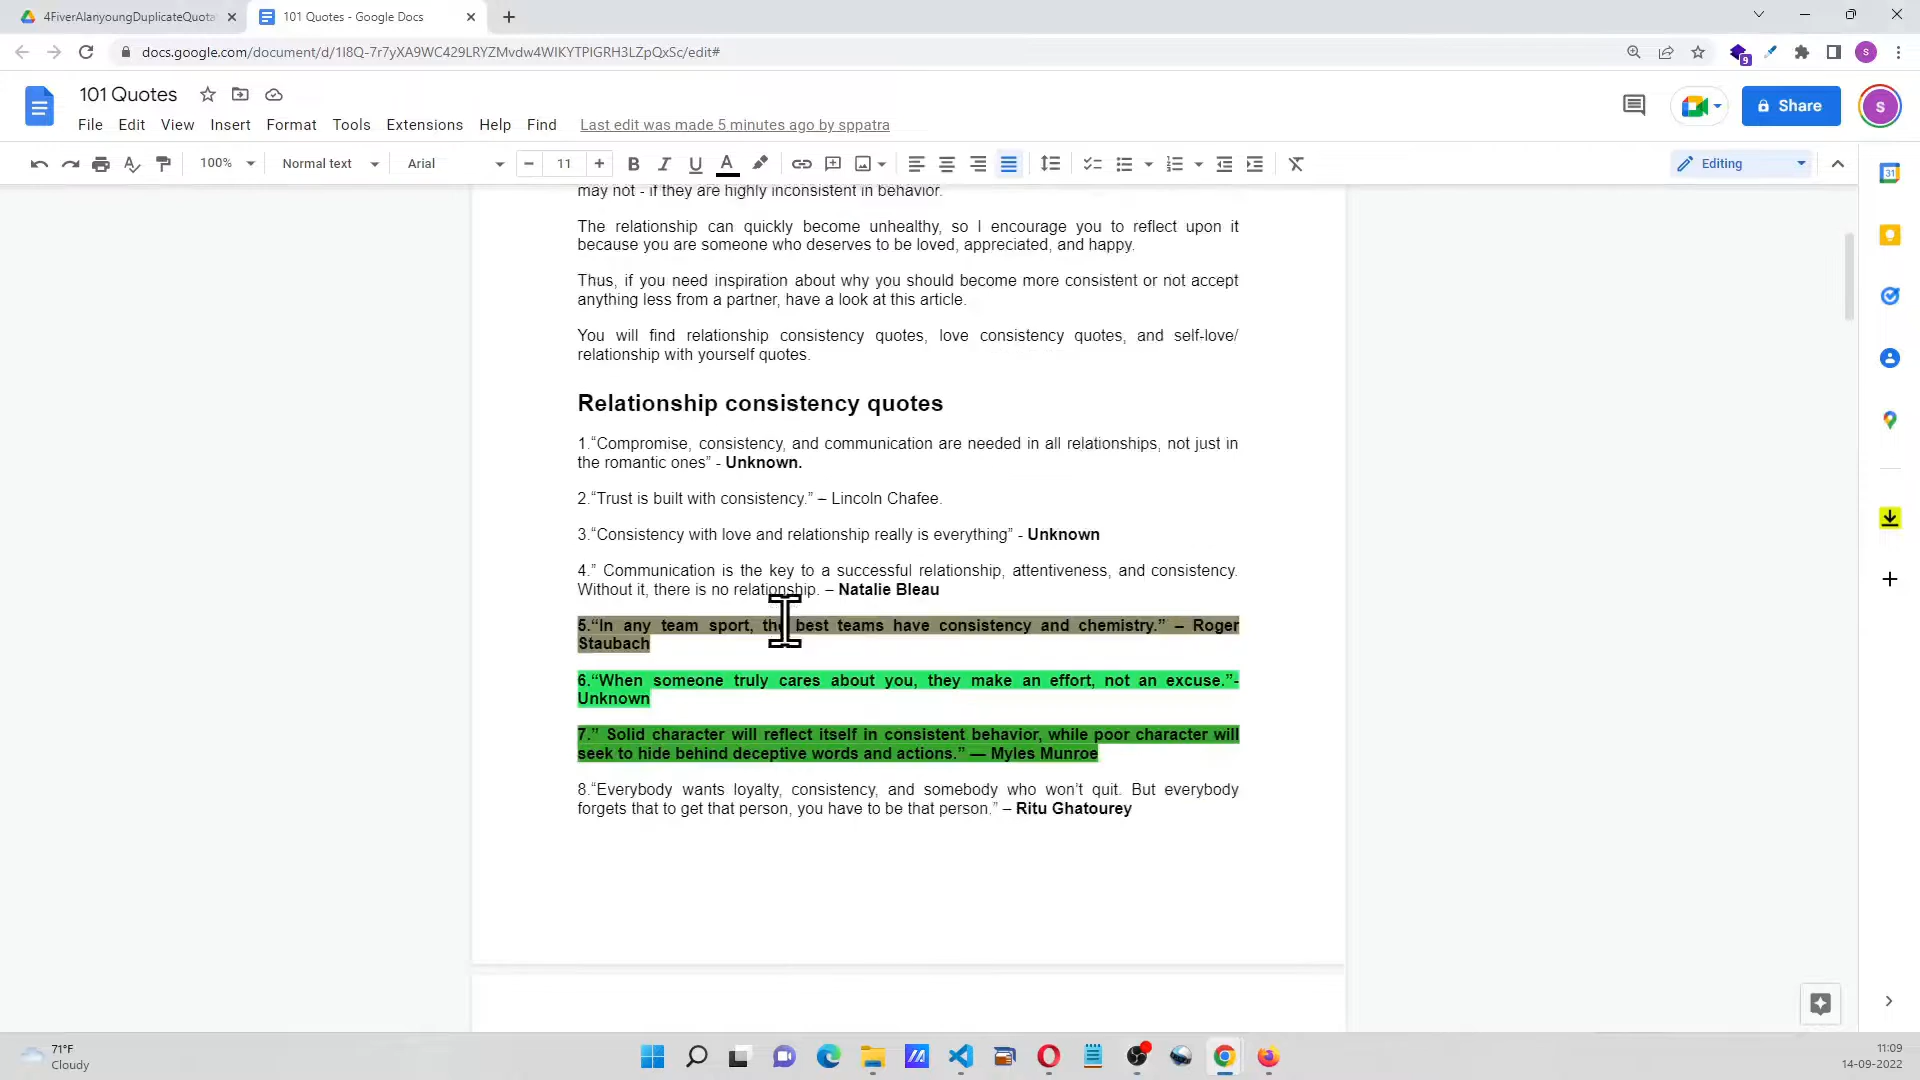 4FiverAlanyoungDuplicateQuota
101 Quotes - Google Docs
docs.google.com/document/d/1I8Q-7r7yXA9WC429LRYZMvdw4WIKYTPIGRH3LZpQxSc/edit#
9
s
101 Quotes
Share
s
File Edit View Insert Format Tools Extensions Help Find Last edit was made 5 minutes ago by sppatra
100% Normal text Arial 11 B I U A Editing
31
may not - if they are highly inconsistent in behavior.
The relationship can quickly become unhealthy, so I encourage you to reflect upon it
because you are someone who deserves to be loved, appreciated, and happy.
Thus, if you need inspiration about why you should become more consistent or not accept
anything less from a partner, have a look at this article.
You will find relationship consistency quotes, love consistency quotes, and self-love/
relationship with yourself quotes.
Relationship consistency quotes
1.“Compromise, consistency, and communication are needed in all relationships, not just in
the romantic ones” - Unknown.
2.“Trust is built with consistency.” – Lincoln Chafee.
3.“Consistency with love and relationship really is everything” - Unknown
4.” Communication is the key to a successful relationship, attentiveness, and consistency.
Without it, there is no relationship. – Natalie Bleau
5.“In any team sport, the best teams have consistency and chemistry.” – Roger
Staubach
6.“When someone truly cares about you, they make an effort, not an excuse.”-
Unknown
7.” Solid character will reflect itself in consistent behavior, while poor character will
seek to hide behind deceptive words and actions.” — Myles Munroe
8.“Everybody wants loyalty, consistency, and somebody who won’t quit. But everybody
forgets that to get that person, you have to be that person.” – Ritu Ghatourey
71°F
Cloudy
11:09
14-09-2022